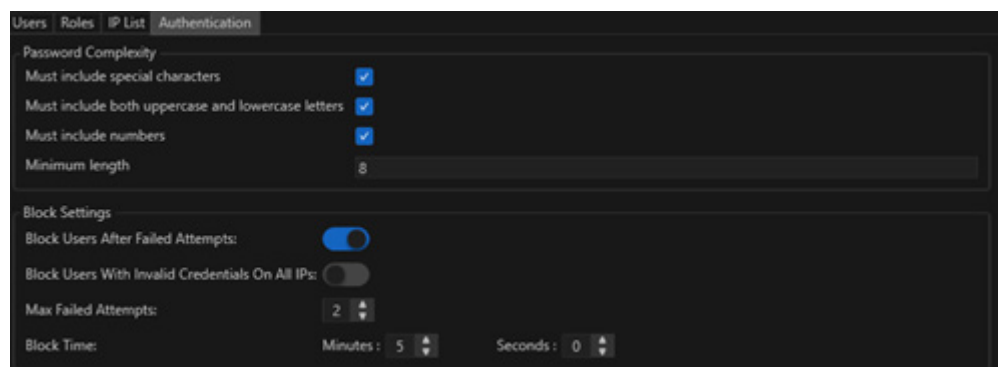 Users Roles IP List Authentication
Password Complexity
Must include special characters
Must include both uppercase and lowercase letters
Must include numbers
Minimum length 8
Block Settings
Block Users After Failed Attempts:
Block Users With Invalid Credentials On All IPs:
Max Failed Attempts: 2
Block Time: Minutes : 5 Seconds : 0